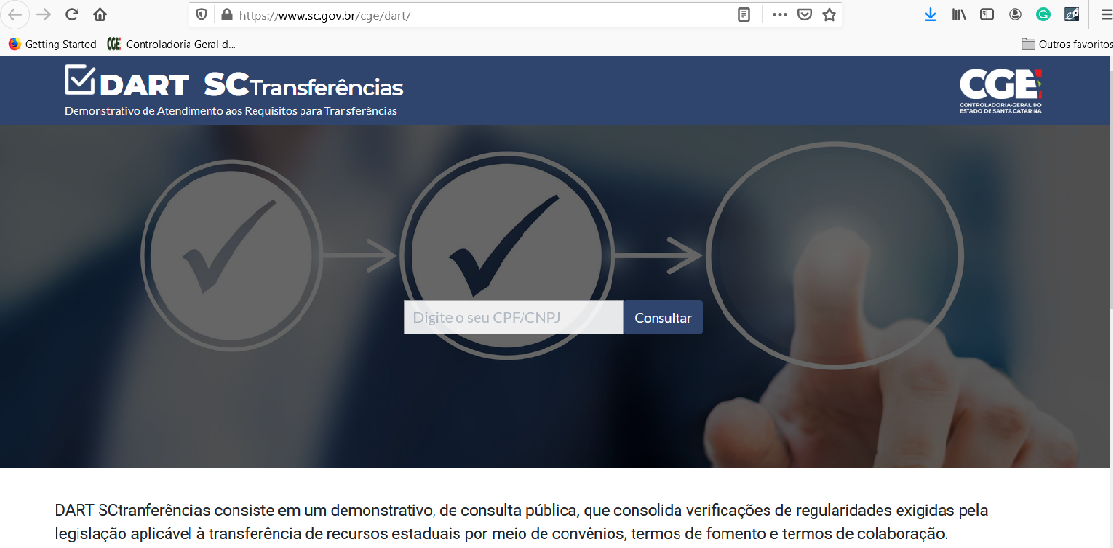 https://www.sc.gov.br/cge/dart/
Getting Started
CGE
Controladoria Geral d...
Outros favoritos
DART SCTransferências
Demonstrativo de Atendimento aos Requisitos para Transferências
CGE
CONTROLADORIA-GERAL DO
ESTADO DE SANTA CATARINA
Digite o seu CPF/CNPJ
Consultar
DART SCtranferências consiste em um demonstrativo, de consulta pública, que consolida verificações de regularidades exigidas pela
legislação aplicável à transferência de recursos estaduais por meio de convênios, termos de fomento e termos de colaboração.